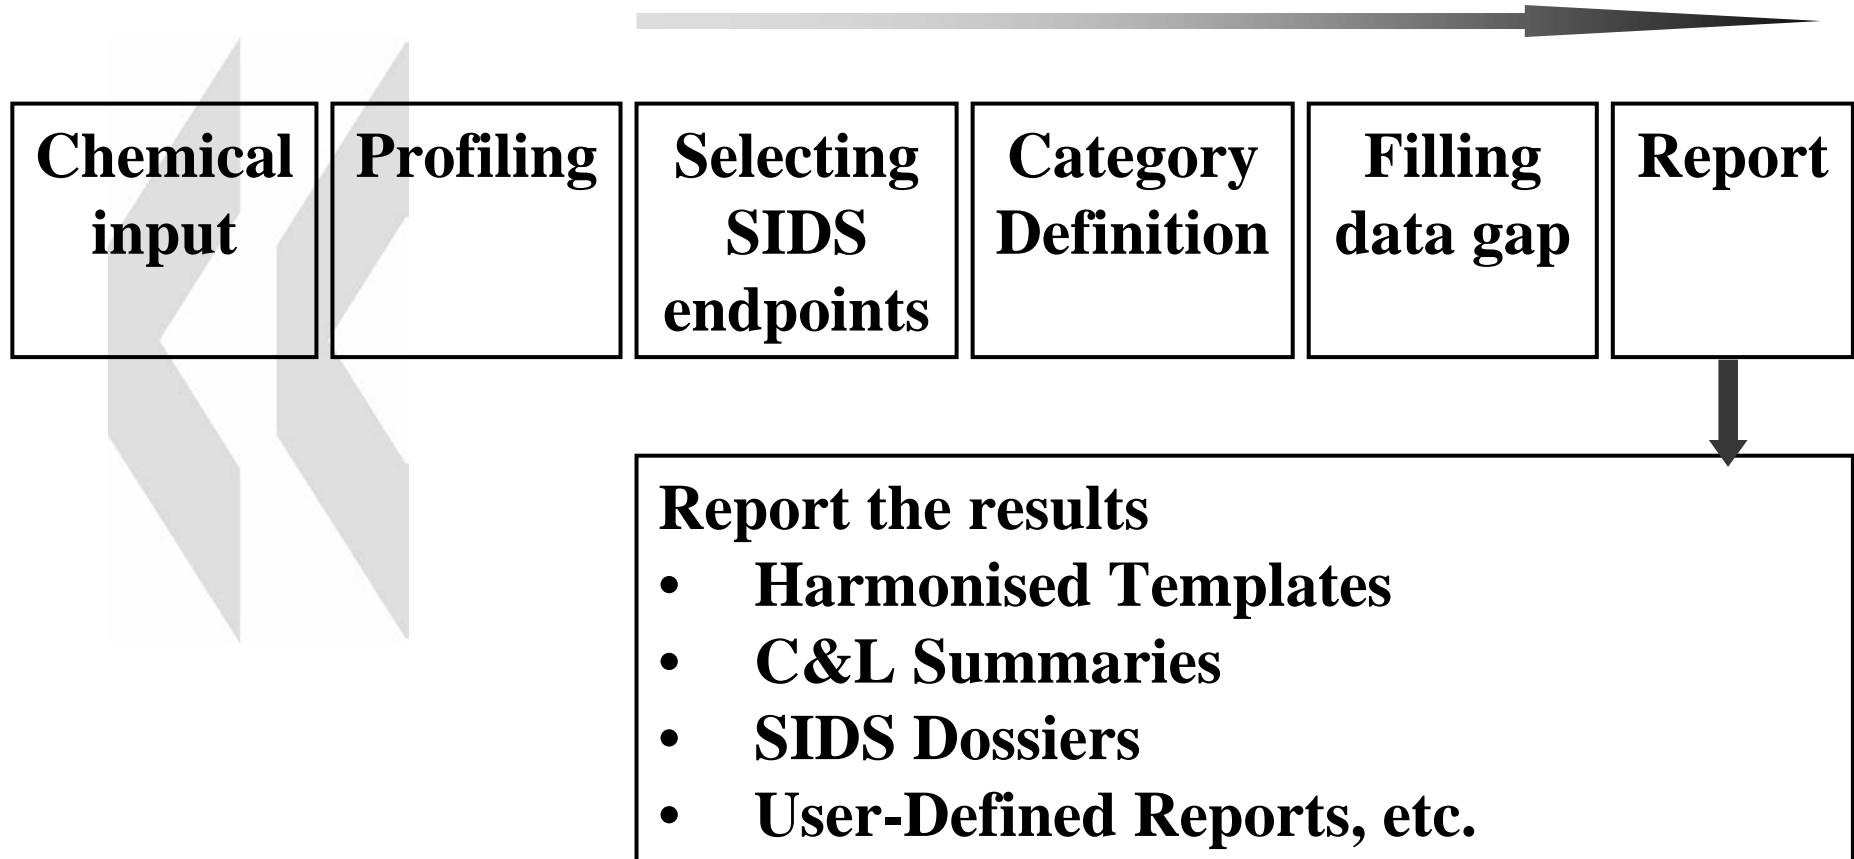 Chemical
input
Profiling
Selecting
SIDS
endpoints
Category
Definition
Filling
data gap
Report
Report the results
• Harmonised Templates
• C&L Summaries
• SIDS Dossiers
• User-Defined Reports, etc.